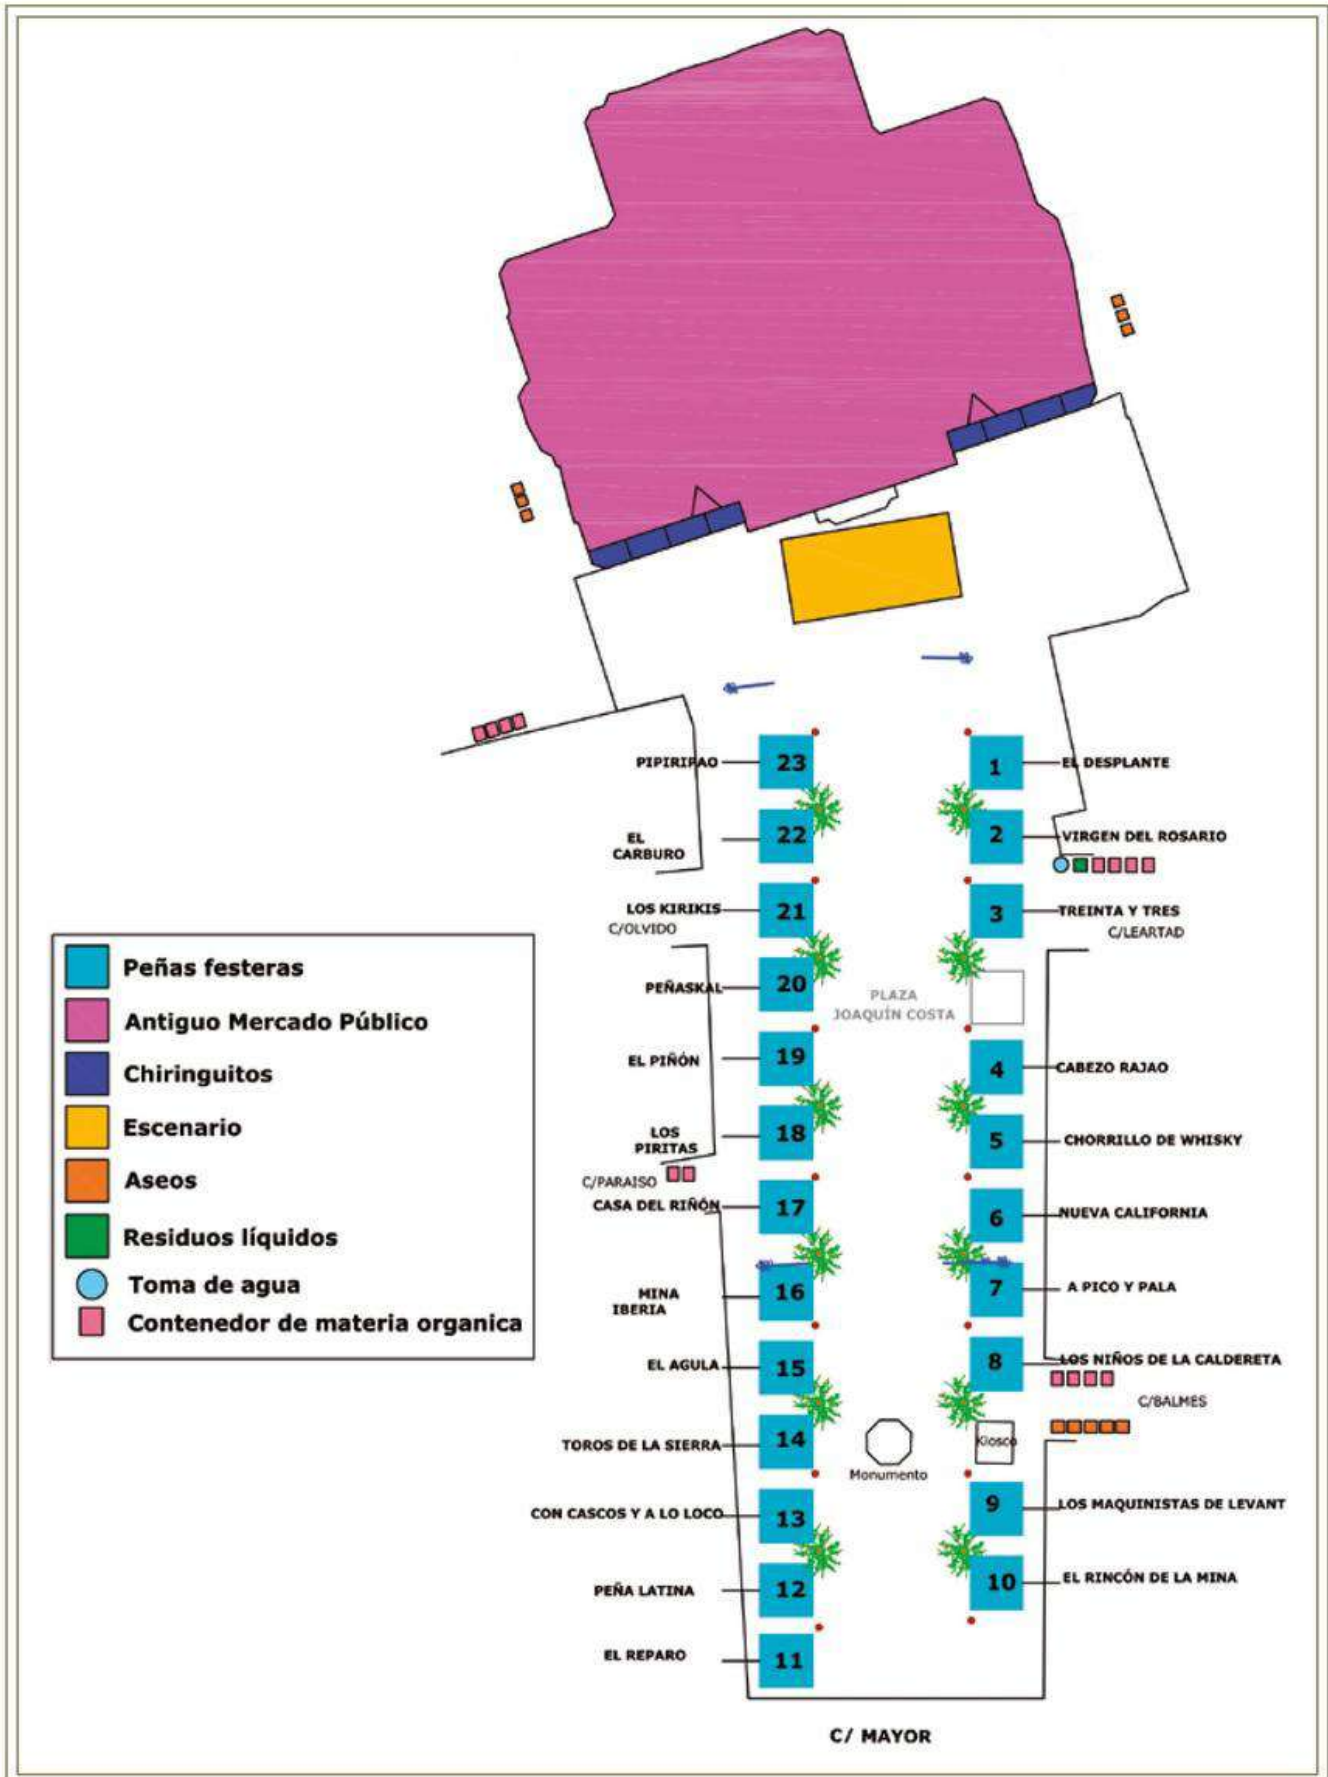 PIPIRIPAO
23
1
EL DESPLANTE
EL
CARBURO
22
2
VIRGEN DEL ROSARIO
LOS KIRIKIS
C/OLVIDO
21
3
TREINTA Y TRES
C/LEARTAD
PEÑASKAL
20
PLAZA
JOAQUÍN COSTA
EL PIÑÓN
19
4
CABEZO RAJAO
LOS
PIRITAS
18
5
CHORRILLO DE WHISKY
C/PARAISO
CASA DEL RIÑÓN
17
6
NUEVA CALIFORNIA
MINA
IBERIA
16
7
A PICO Y PALA
EL AGULA
15
8
LOS NIÑOS DE LA CALDERETA
C/BALMES
TOROS DE LA SIERRA
14
Monumento
Kiosco
CON CASCOS Y A LO LOCO
13
9
LOS MAQUINISTAS DE LEVANT
PEÑA LATINA
12
10
EL RINCÓN DE LA MINA
EL REPARO
11
C/ MAYOR
Peñas festeras
Antiguo Mercado Público
Chiringuitos
Escenario
Aseos
Residuos líquidos
Toma de agua
Contenedor de materia organica